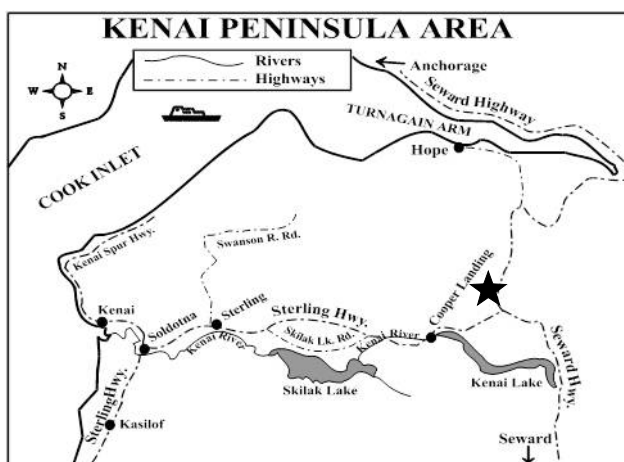 KENAI PENINSULA AREA
Rivers
Highways
N
W E
S
Anchorage
Seward Highway
TURNAGAIN ARM
Hope
COOK INLET
Kenai Spur Hwy.
Swanson R. Rd.
Cooper Landing
Kenai
Soldotna
Sterling
Sterling Hwy.
Skilak Lk. Rd.
Kenai River
Kenai River
Skilak Lake
Kenai Lake
Seward Hwy.
SterlingHwy.
Kasilof
Seward